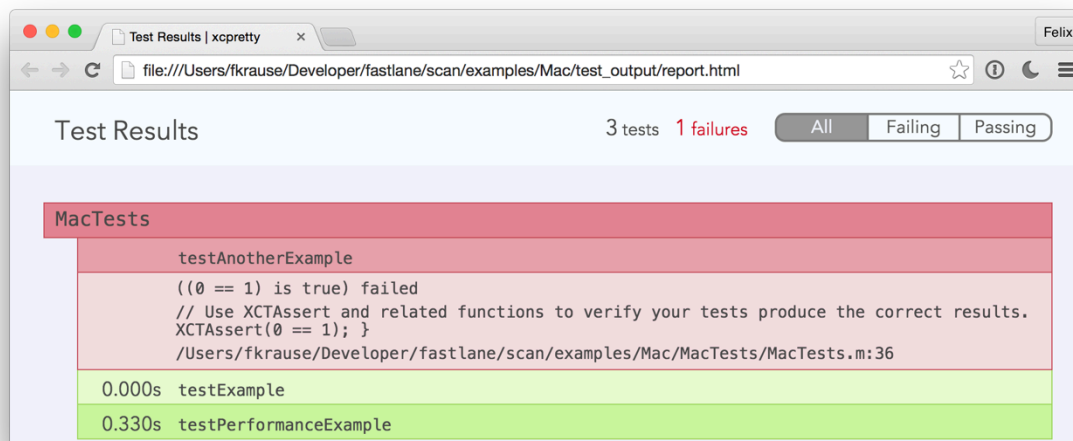 Test Results | xcpretty
Felix
file:///Users/fkrause/Developer/fastlane/scan/examples/Mac/test_output/report.html
Test Results 3 tests 1 failures All Failing Passing
MacTests
testAnotherExample
((0 == 1) is true) failed
// Use XCTAssert and related functions to verify your tests produce the correct results.
XCTAssert(0 == 1); }
/Users/fkrause/Developer/fastlane/scan/examples/Mac/MacTests/MacTests.m:36
0.000s testExample
0.330s testPerformanceExample